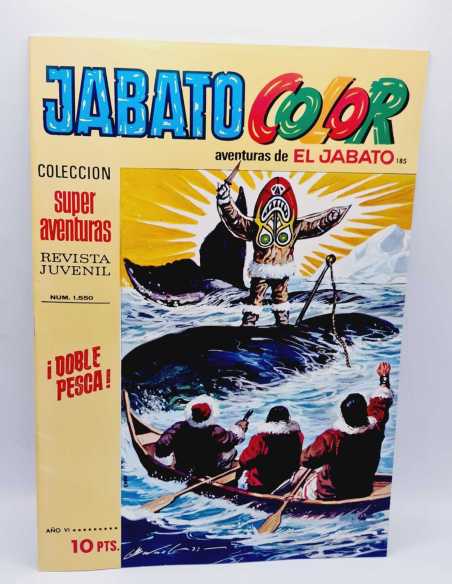 JABATO COLOR
aventuras de EL JABATO 185
COLECCION
super
aventuras
REVISTA
JUVENIL
NUM. 1.550
¡DOBLE
PESCA!
AÑO VI
10 PTS.